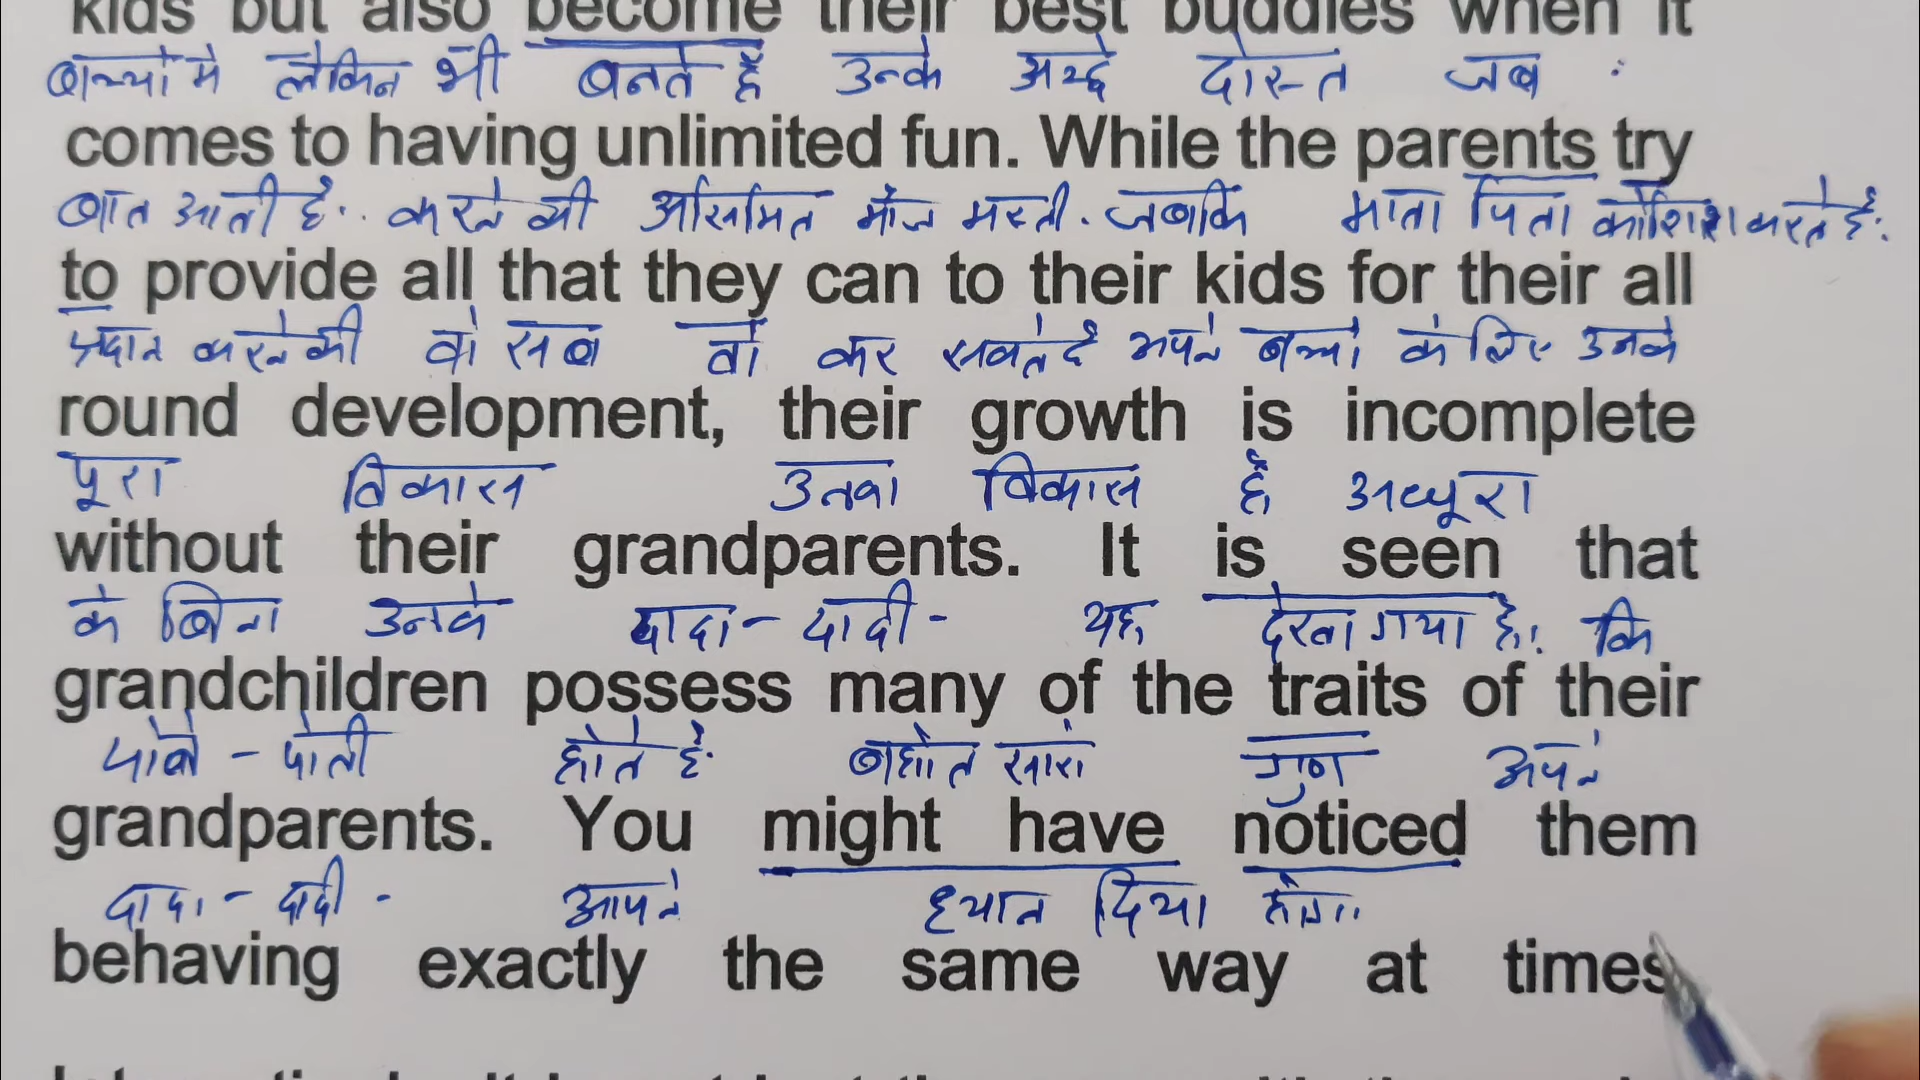 kids but also become their best buddies when it
बच्चो मे लेकिन भी बनते है उनके अच्छे दोस्त जब
comes to having unlimited fun. While the parents try
बात आती है. करने की असिमित मौज मस्ती. जबकि माता पिता कोशिश करते है.
to provide all that they can to their kids for their all
प्रदान करने की वो सब वो कर सकते है अपने बच्चो के लिए उनके
round development, their growth is incomplete
पूरा विकास उनका विकास है अधूरा
without their grandparents. It is seen that
के बिना उनके दादा - दादी - यह देखा गया है. कि
grandchildren possess many of the traits of their
पोते - पोती होते है. बहोत सारे गुण अपने
grandparents. You might have noticed them
दादा - दादी - आपने ध्यान दिया होगा
behaving exactly the same way at times